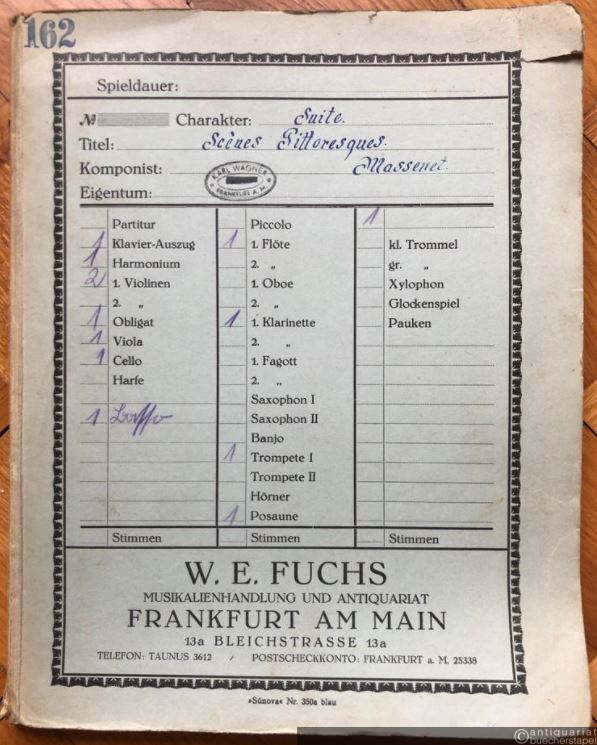 162
Spieldauer:
№ Charakter: Suite.
Titel: Scènes Pittoresques.
Komponist: Massenet.
KARL WAGNER
FRANKFURT A. M.
Eigentum:
Partitur
1 Klavier-Auszug
1 Harmonium
2 1. Violinen
2. „
1 Obligat
1 Viola
1 Cello
Harfe
1 Basso
Stimmen
Piccolo
1 1. Flöte
2. „
1. Oboe
2. „
1 1. Klarinette
2. „
1. Fagott
2. „
Saxophon I
Saxophon II
Banjo
1 Trompete I
Trompete II
Hörner
1 Posaune
Stimmen
1
kl. Trommel
gr. „
Xylophon
Glockenspiel
Pauken
Stimmen
W. E. FUCHS
MUSIKALIENHANDLUNG UND ANTIQUARIAT
FRANKFURT AM MAIN
13a BLEICHSTRASSE 13a
TELEFON: TAUNUS 3612 / POSTSCHECKKONTO: FRANKFURT a. M. 25338
»Sünova« Nr. 350a blau
©antiquariat
buecherstapel